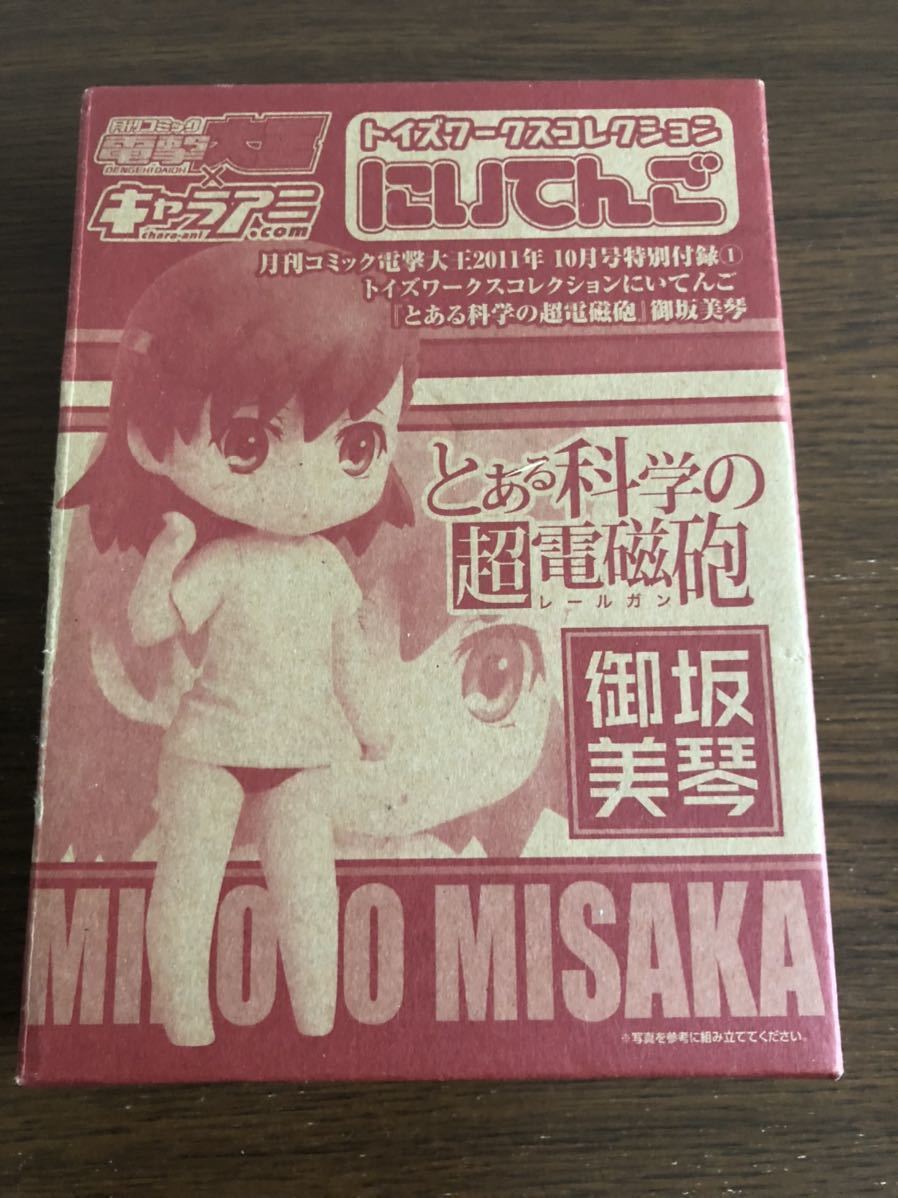 月刊コミック
電撃大王
DENGEKI DAIOH
×
キャラアニ.com
chara-ani
トイズワークスコレクション
にいてんご
月刊コミック電撃大王2011年 10月号特別付録①
トイズワークスコレクションにいてんご
『とある科学の超電磁砲』御坂美琴
とある科学の
超電磁砲
レールガン
御坂
美琴
MIKOTO MISAKA
※写真を参考に組み立ててください。